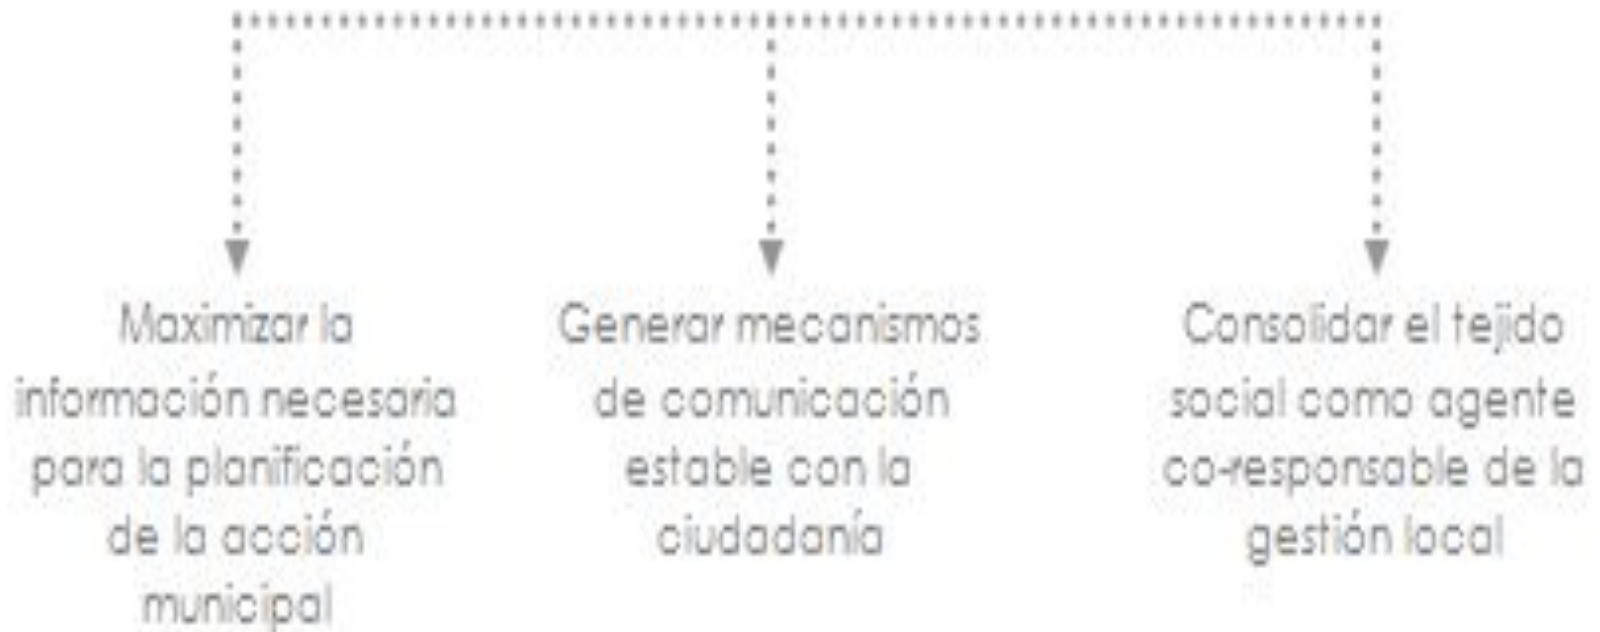 Maximizar la
información necesaria
para la planificación
de la acción
municipal
Generar mecanismos
de comunicación
estable con la
ciudadanía
Consolidar el tejido
social como agente
co-responsable de la
gestión local